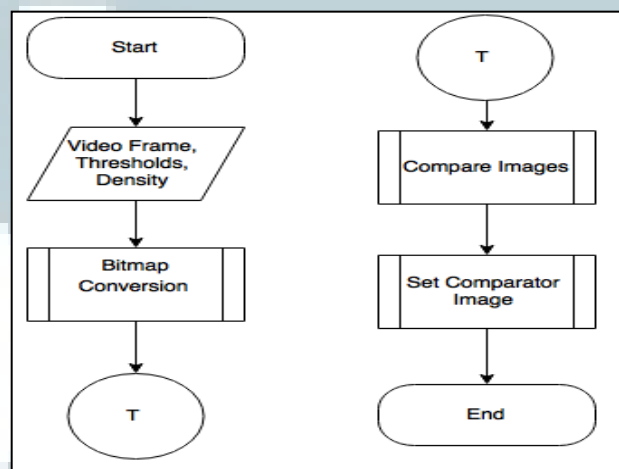 Start
Video Frame,
Thresholds,
Density
Bitmap
Conversion
T
T
Compare Images
Set Comparator
Image
End